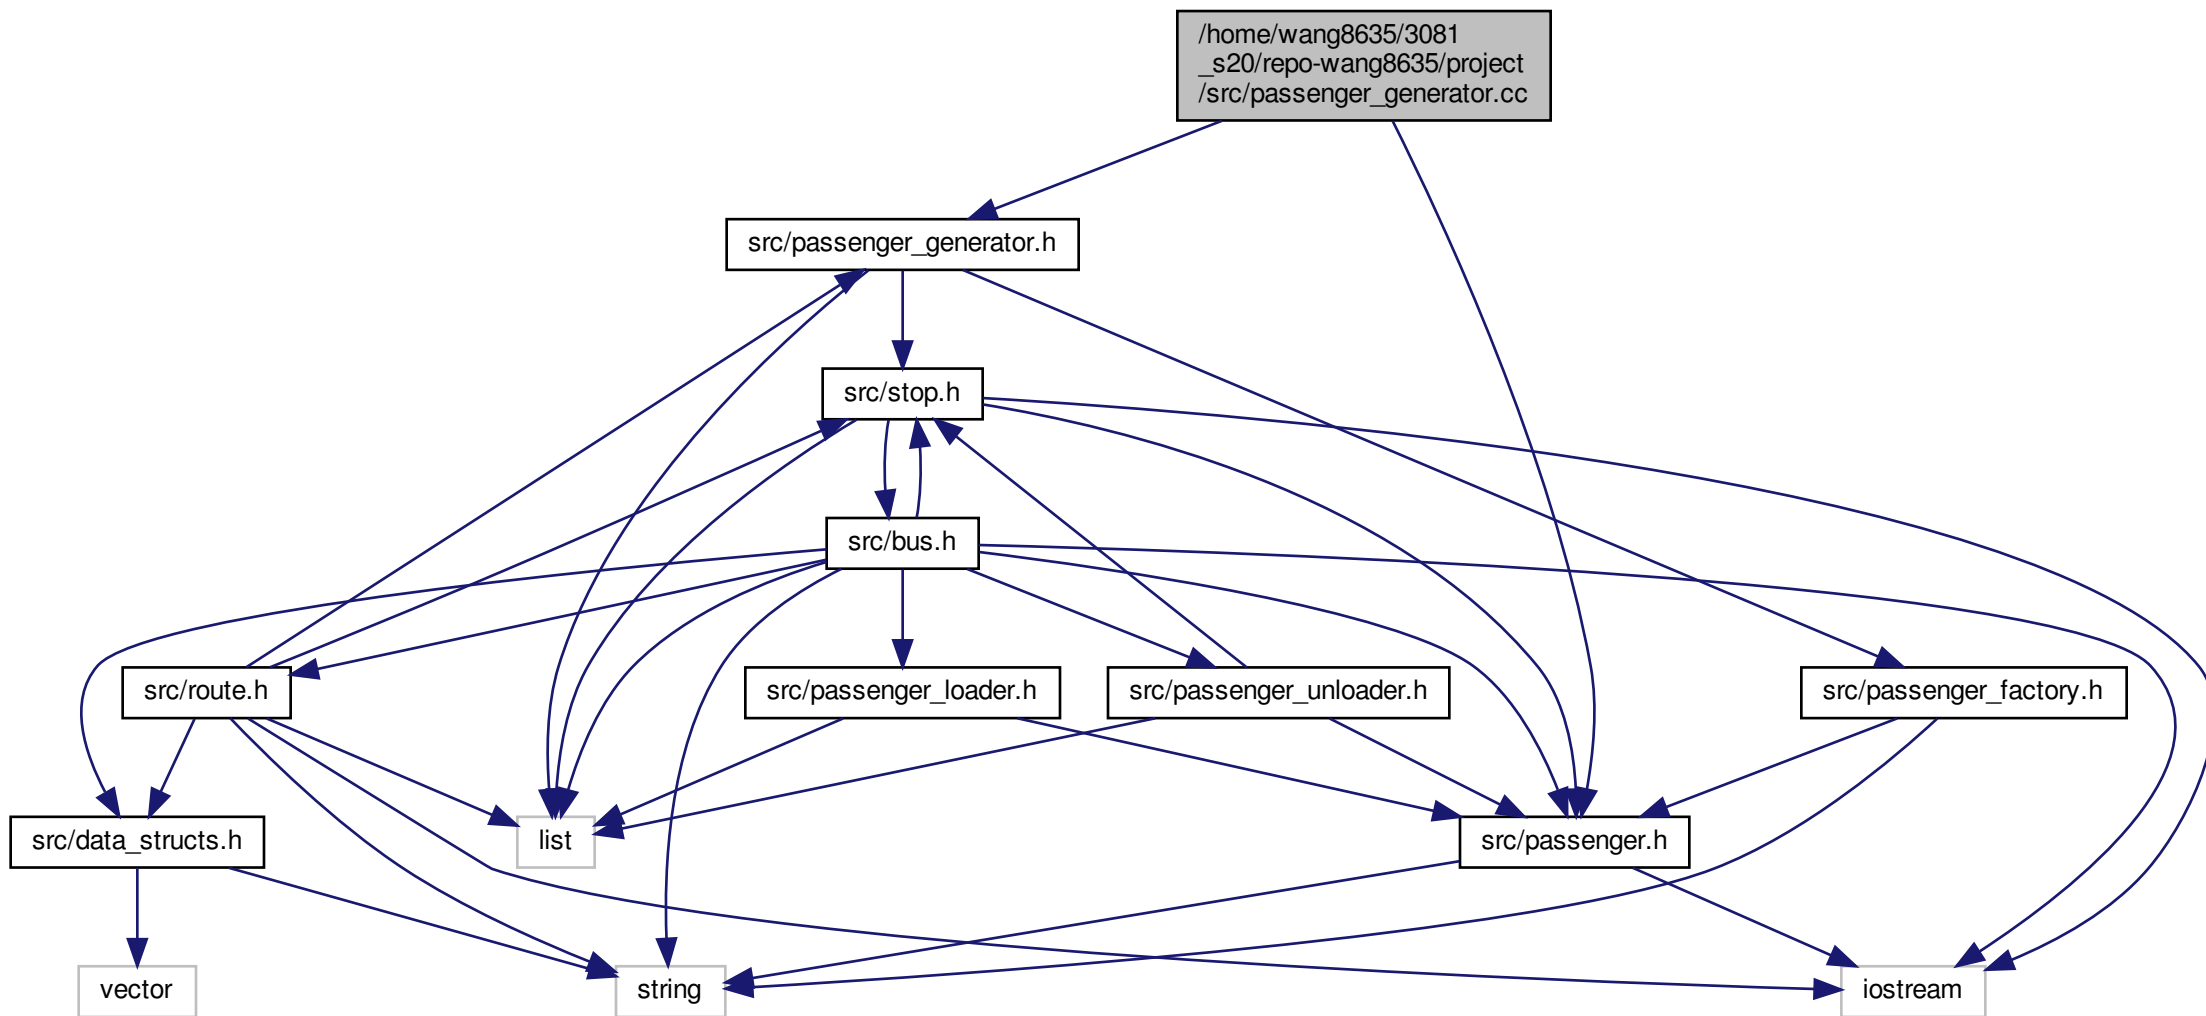 /home/wang8635/3081
_s20/repo-wang8635/project
/src/passenger_generator.cc
src/passenger_generator.h
src/stop.h
src/bus.h
src/route.h
src/passenger_loader.h
src/passenger_unloader.h
src/passenger_factory.h
src/data_structs.h
list
src/passenger.h
vector
string
iostream